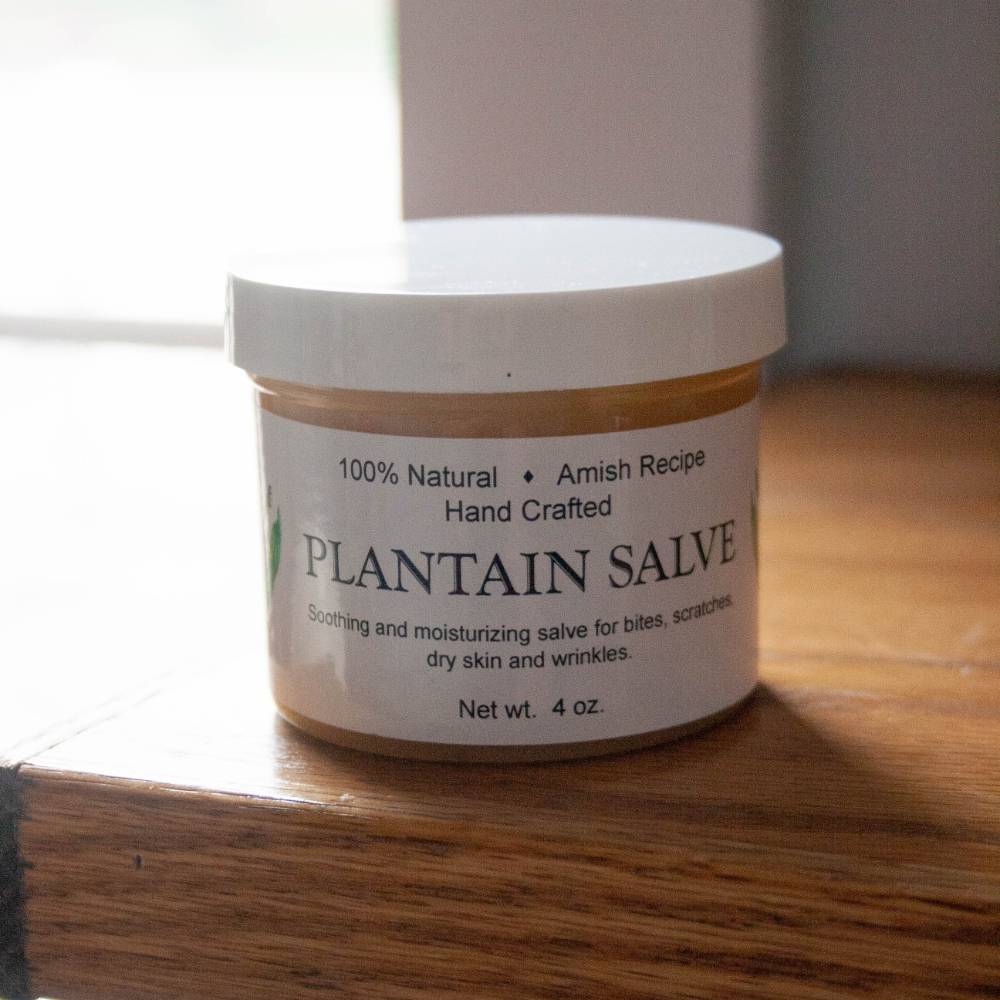 100% Natural ♦ Amish Recipe
Hand Crafted
PLANTAIN SALVE
Soothing and moisturizing salve for bites, scratches,
dry skin and wrinkles.
Net wt. 4 oz.